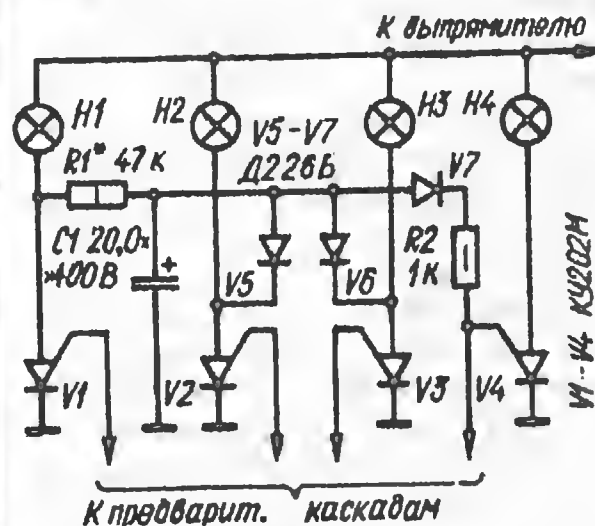 К выпрямителю
H1
H2
V5-V7
Д226Б
H3
H4
R1* 47 к
V7
C1 20,0×
×400В
V5
V6
R2
1к
V1
V2
V3
V4
V1-V4 КУ202Н
К предварит. каскадам